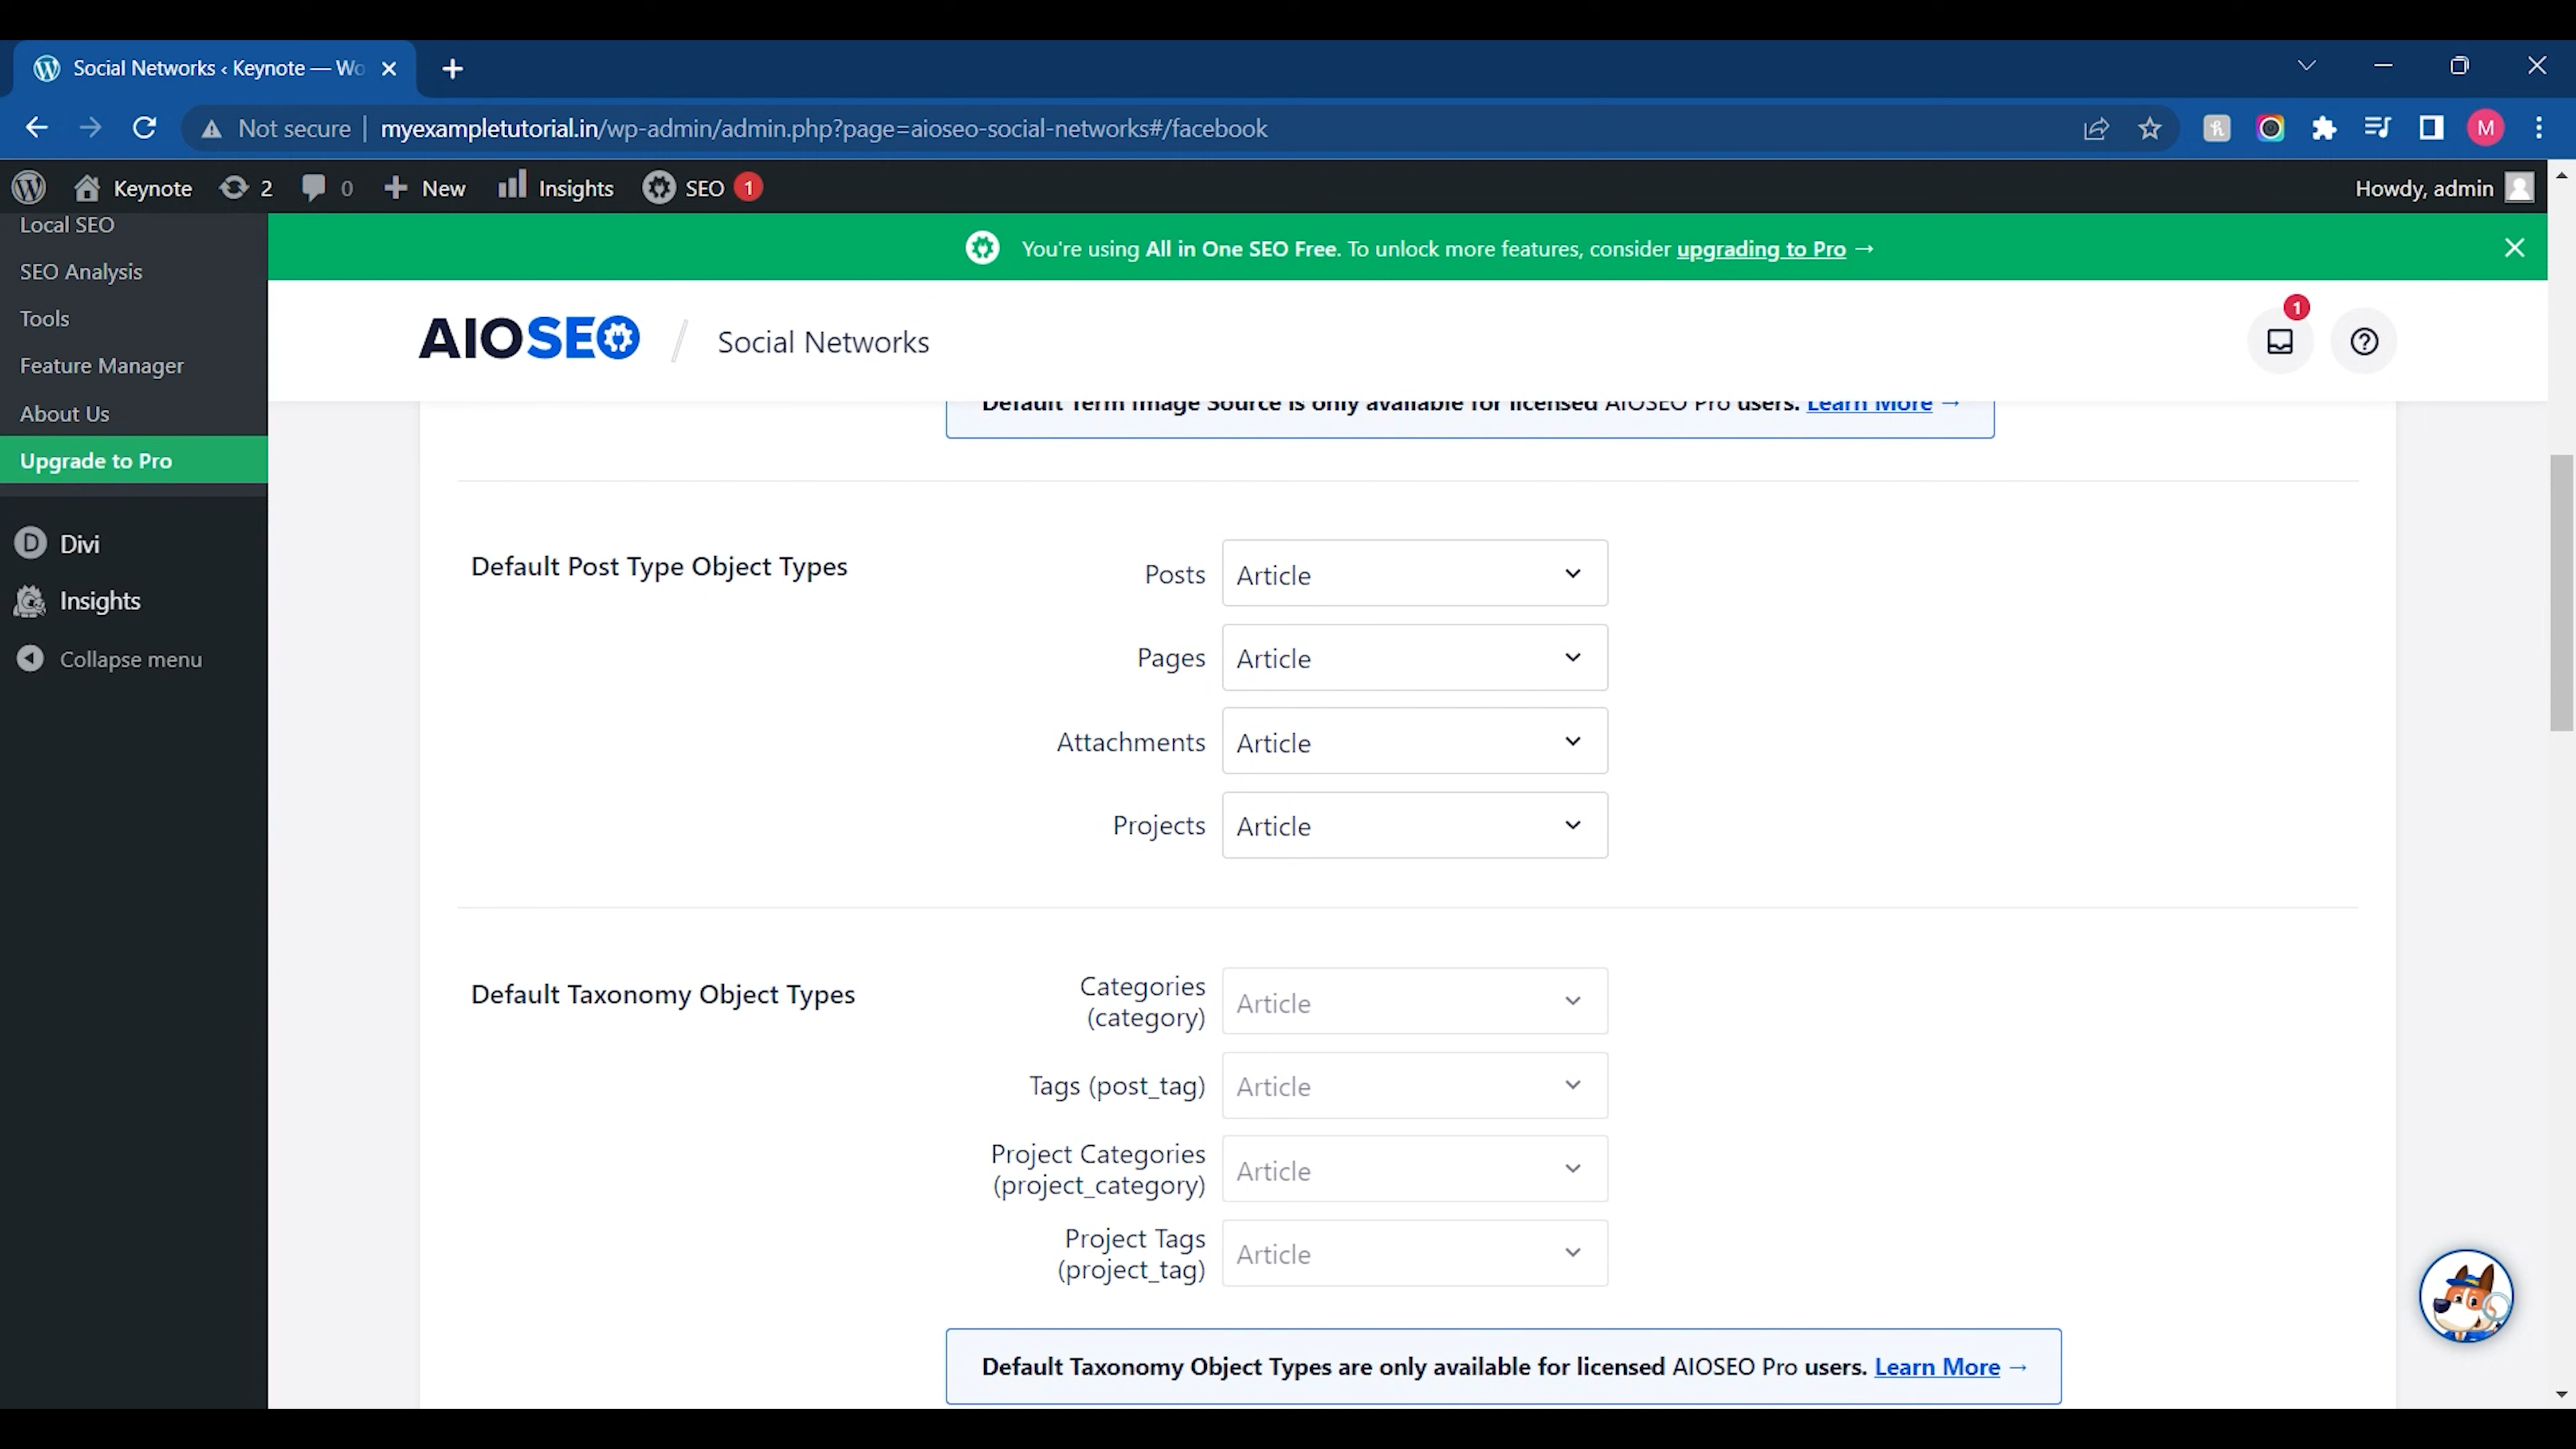 Social Networks ‹ Keynote — Wo
Not secure
myexampletutorial.in/wp-admin/admin.php?page=aioseo-social-networks#/facebook
M
Keynote
2
0
New
Insights
SEO
1
Howdy, admin
Local SEO
SEO Analysis
Tools
Feature Manager
About Us
Upgrade to Pro
D Divi
Insights
Collapse menu
You're using All in One SEO Free. To unlock more features, consider upgrading to Pro →
AIOSEO / Social Networks
1
Default Term Image Source is only available for licensed AIOSEO Pro users. Learn More →
Default Post Type Object Types
Posts Article
Pages Article
Attachments Article
Projects Article
Default Taxonomy Object Types
Categories
(category)
Article
Tags (post_tag) Article
Project Categories
(project_category)
Article
Project Tags
(project_tag)
Article
Default Taxonomy Object Types are only available for licensed AIOSEO Pro users. Learn More →